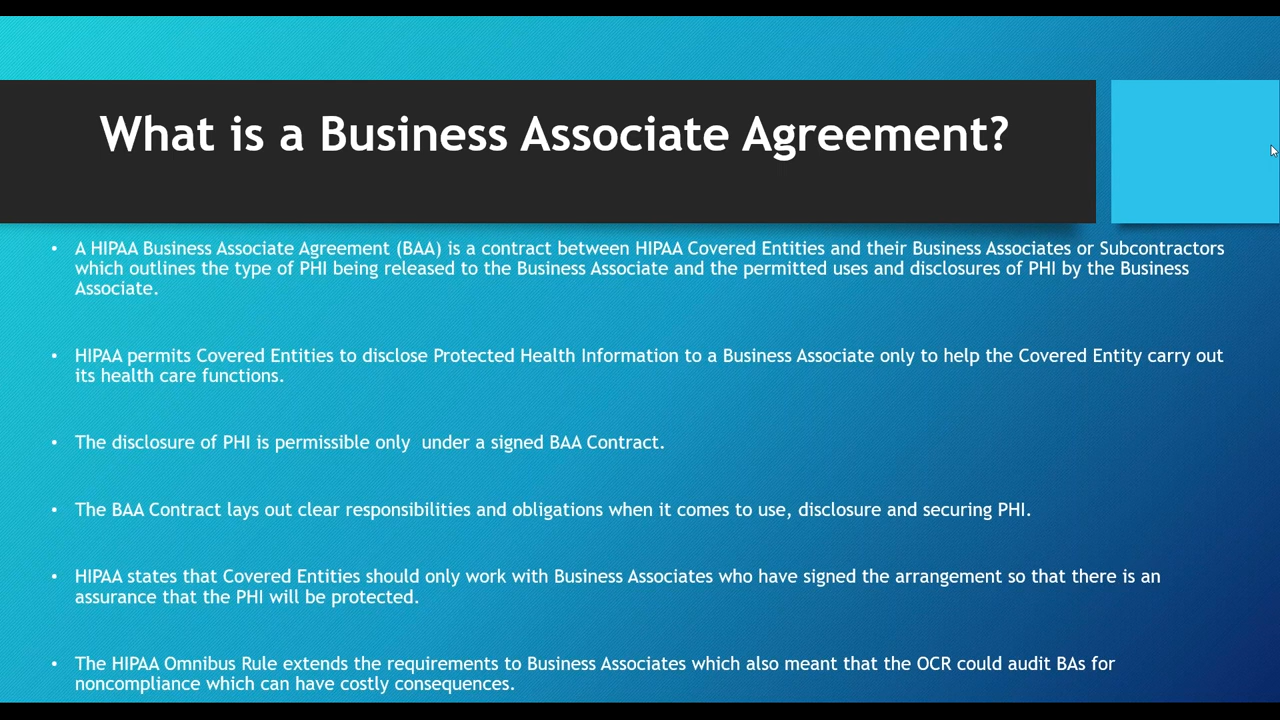 What is a Business Associate Agreement?
• A HIPAA Business Associate Agreement (BAA) is a contract between HIPAA Covered Entities and their Business Associates or Subcontractors
which outlines the type of PHI being released to the Business Associate and the permitted uses and disclosures of PHI by the Business
Associate.
• HIPAA permits Covered Entities to disclose Protected Health Information to a Business Associate only to help the Covered Entity carry out
its health care functions.
• The disclosure of PHI is permissible only  under a signed BAA Contract.
• The BAA Contract lays out clear responsibilities and obligations when it comes to use, disclosure and securing PHI.
• HIPAA states that Covered Entities should only work with Business Associates who have signed the arrangement so that there is an
assurance that the PHI will be protected.
• The HIPAA Omnibus Rule extends the requirements to Business Associates which also meant that the OCR could audit BAs for
noncompliance which can have costly consequences.